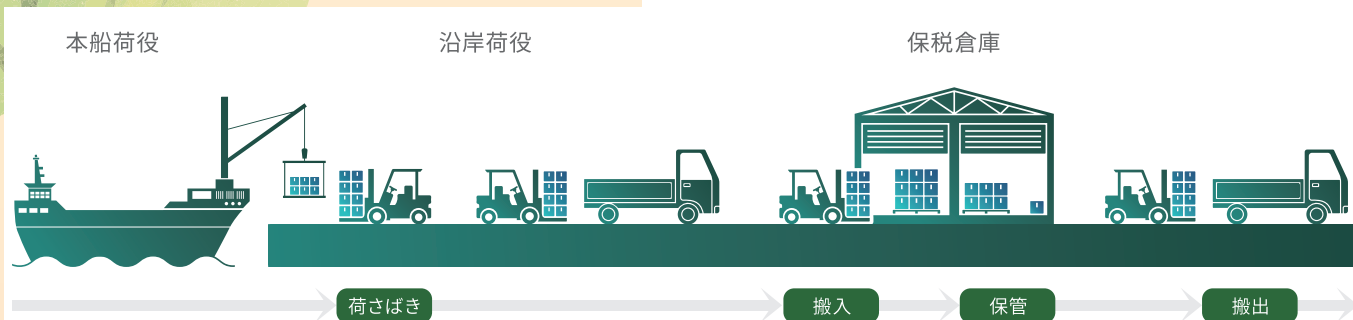 本船荷役
沿岸荷役
保税倉庫
荷さばき
搬入
保管
搬出